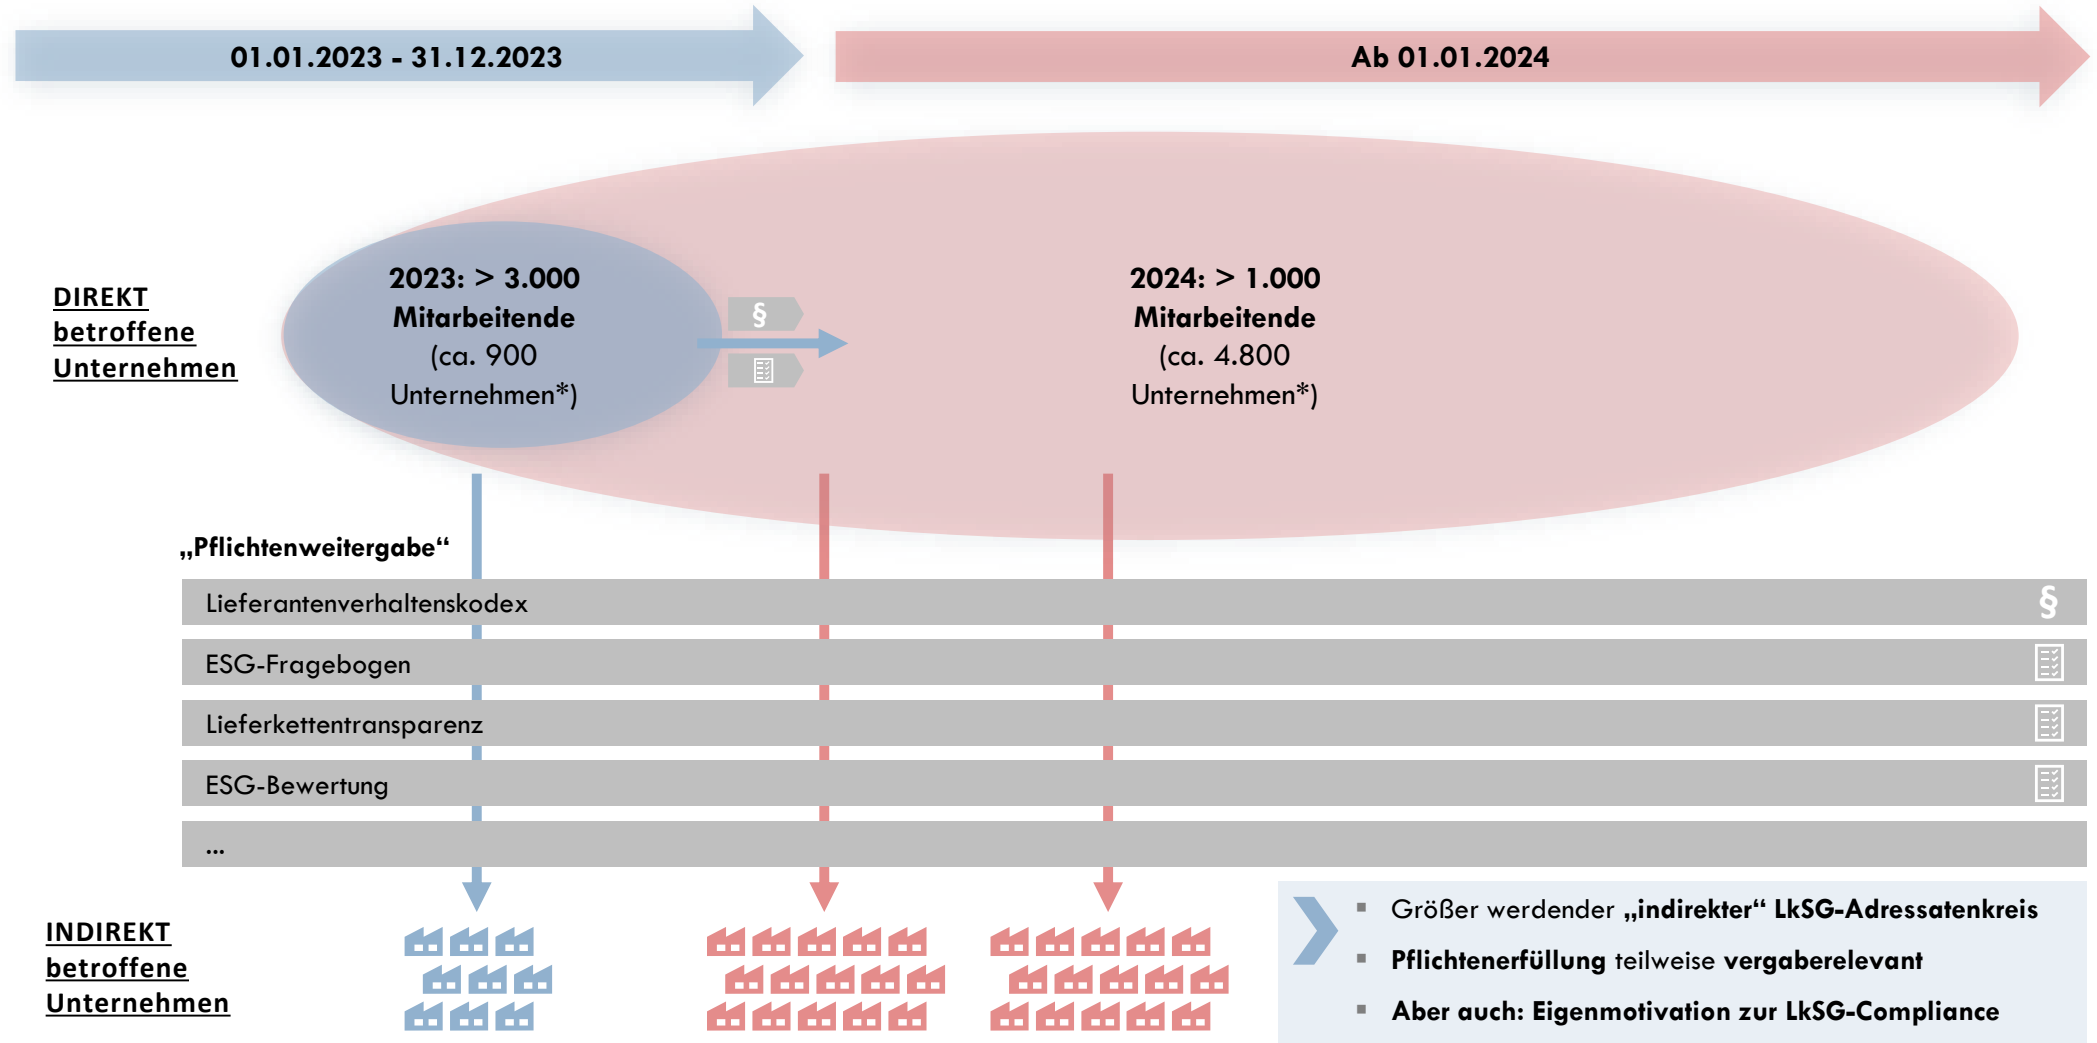 01.01.2023 - 31.12.2023
Ab 01.01.2024
DIREKT
betroffene
Unternehmen
2023: > 3.000
Mitarbeitende
(ca. 900
Unternehmen*)
§
2024: > 1.000
Mitarbeitende
(ca. 4.800
Unternehmen*)
„Pflichtenweitergabe“
Lieferantenverhaltenskodex
§
ESG-Fragebogen
Lieferkettentransparenz
ESG-Bewertung
...
INDIREKT
betroffene
Unternehmen
▪ Größer werdender „indirekter“ LkSG-Adressatenkreis
▪ Pflichtenerfüllung teilweise vergaberelevant
▪ Aber auch: Eigenmotivation zur LkSG-Compliance